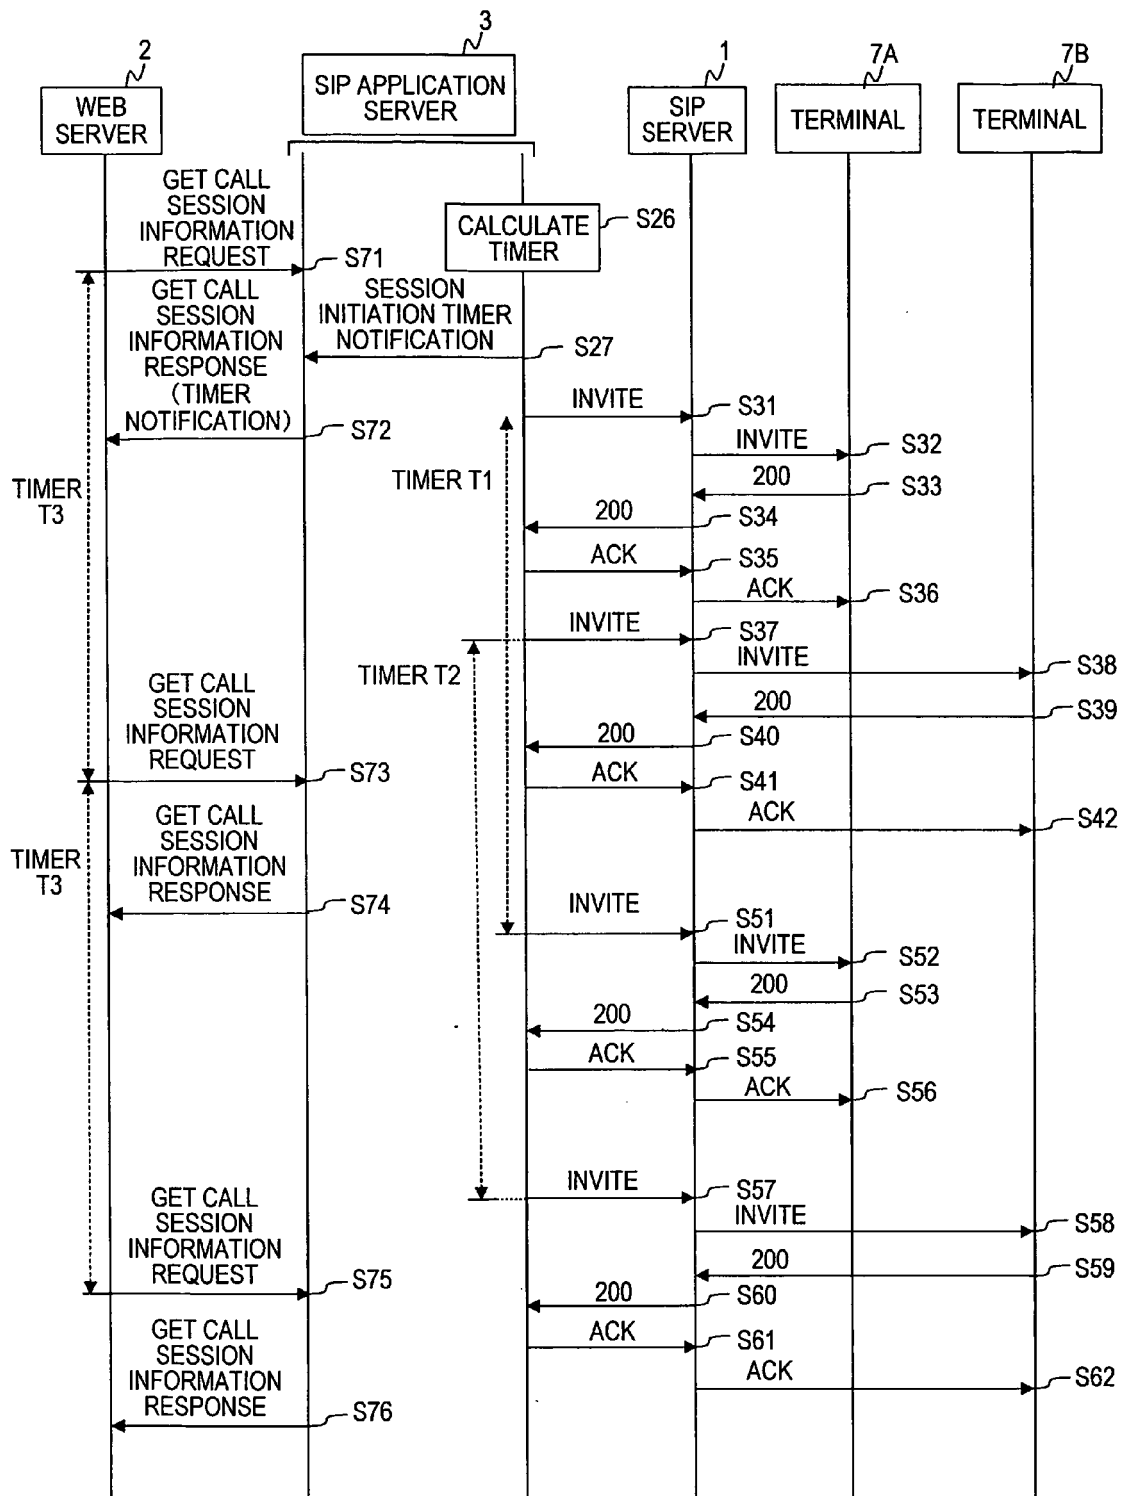 2
3
1
7A
7B
WEB
SERVER
SIP APPLICATION
SERVER
SIP
SERVER
TERMINAL
TERMINAL
GET CALL
SESSION
INFORMATION
REQUEST
S71
CALCULATE
TIMER
S26
GET CALL
SESSION
INFORMATION
RESPONSE
(TIMER
NOTIFICATION)
S72
SESSION
INITIATION TIMER
NOTIFICATION
S27
INVITE
S31
INVITE
S32
TIMER
T3
TIMER T1
200
S33
200
S34
ACK
S35
ACK
S36
INVITE
S37
INVITE
S38
TIMER T2
200
S39
200
S40
GET CALL
SESSION
INFORMATION
REQUEST
S73
ACK
S41
ACK
S42
TIMER
T3
GET CALL
SESSION
INFORMATION
RESPONSE
S74
INVITE
S51
INVITE
S52
200
S53
200
S54
ACK
S55
ACK
S56
INVITE
S57
INVITE
S58
GET CALL
SESSION
INFORMATION
REQUEST
S75
200
S59
200
S60
ACK
S61
ACK
S62
GET CALL
SESSION
INFORMATION
RESPONSE
S76